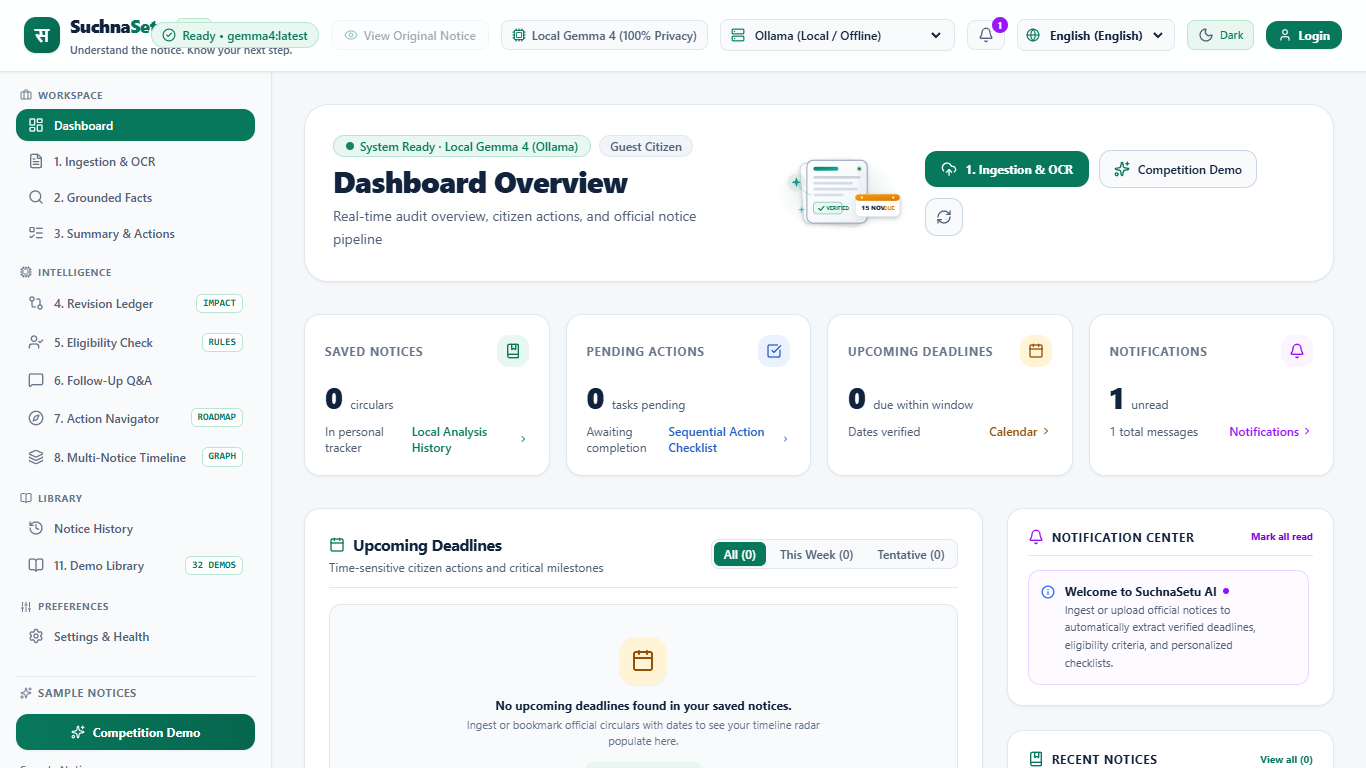 स
SuchnaSet
Understand the notice. Know your next step.
Ready • gemma4:latest
View Original Notice
Local Gemma 4 (100% Privacy)
Ollama (Local / Offline)
1
English (English)
Dark
Login
WORKSPACE
Dashboard
1. Ingestion & OCR
2. Grounded Facts
3. Summary & Actions
INTELLIGENCE
4. Revision Ledger
IMPACT
5. Eligibility Check
RULES
6. Follow-Up Q&A
7. Action Navigator
ROADMAP
8. Multi-Notice Timeline
GRAPH
LIBRARY
Notice History
11. Demo Library
32 DEMOS
PREFERENCES
Settings & Health
SAMPLE NOTICES
Competition Demo
System Ready · Local Gemma 4 (Ollama)
Guest Citizen
Dashboard Overview
Real-time audit overview, citizen actions, and official notice
pipeline
VERIFIED
15 NOV
DUE
1. Ingestion & OCR
Competition Demo
SAVED NOTICES
0 circulars
In personal
tracker
Local Analysis
History
PENDING ACTIONS
0 tasks pending
Awaiting
completion
Sequential Action
Checklist
UPCOMING DEADLINES
0 due within window
Dates verified
Calendar
NOTIFICATIONS
1 unread
1 total messages
Notifications
Upcoming Deadlines
Time-sensitive citizen actions and critical milestones
All (0)
This Week (0)
Tentative (0)
No upcoming deadlines found in your saved notices.
Ingest or bookmark official circulars with dates to see your timeline radar
populate here.
NOTIFICATION CENTER
Mark all read
Welcome to SuchnaSetu AI
Ingest or upload official notices to
automatically extract verified deadlines,
eligibility criteria, and personalized
checklists.
RECENT NOTICES
View all (0)